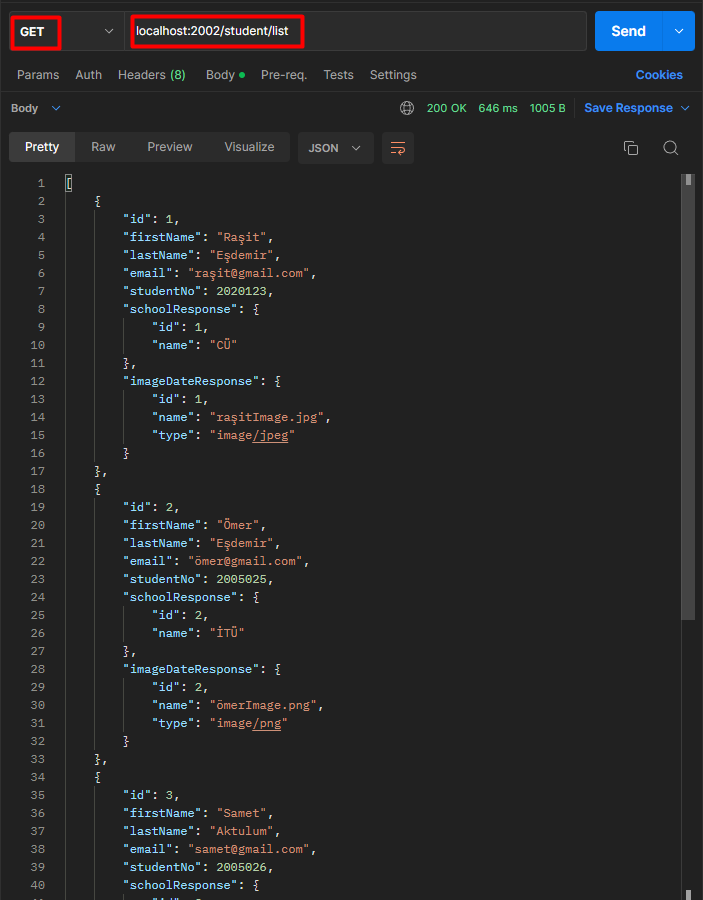 GET localhost:2002/student/list Send
Params Auth Headers (8) Body Pre-req. Tests Settings Cookies
Body 200 OK 646 ms 1005 B Save Response
Pretty Raw Preview Visualize JSON
1 [
2 {
3 "id": 1,
4 "firstName": "Raşit",
5 "lastName": "Eşdemir",
6 "email": "raşit@gmail.com",
7 "studentNo": 2020123,
8 "schoolResponse": {
9 "id": 1,
10 "name": "CÜ"
11 },
12 "imageDateResponse": {
13 "id": 1,
14 "name": "raşitImage.jpg",
15 "type": "image/jpeg"
16 }
17 },
18 {
19 "id": 2,
20 "firstName": "Ömer",
21 "lastName": "Eşdemir",
22 "email": "ömer@gmail.com",
23 "studentNo": 2005025,
24 "schoolResponse": {
25 "id": 2,
26 "name": "İTÜ"
27 },
28 "imageDateResponse": {
29 "id": 2,
30 "name": "ömerImage.png",
31 "type": "image/png"
32 }
33 },
34 {
35 "id": 3,
36 "firstName": "Samet",
37 "lastName": "Aktulum",
38 "email": "samet@gmail.com",
39 "studentNo": 2005026,
40 "schoolResponse": {